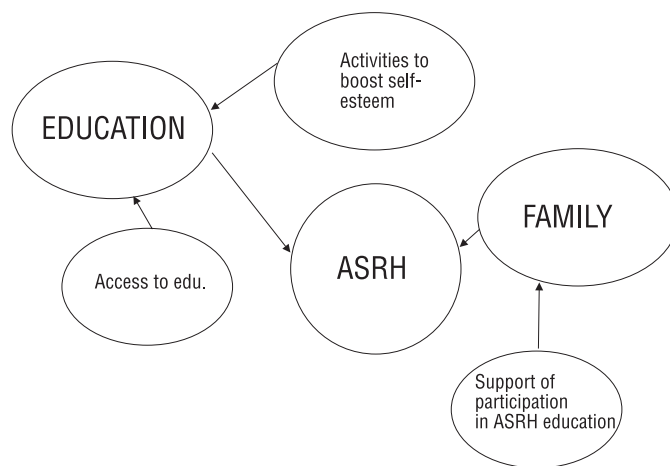 Activities to
boost self-
esteem
EDUCATION
FAMILY
ASRH
Access to edu.
Support of
participation
in ASRH education